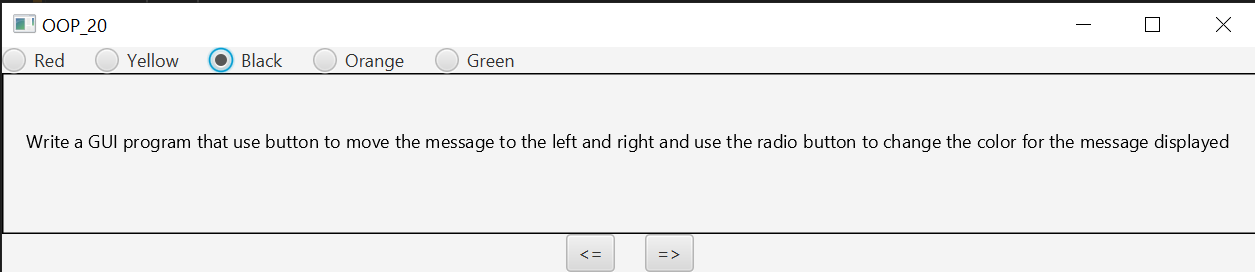 OOP_20
Red Yellow Black Orange Green
Write a GUI program that use button to move the message to the left and right and use the radio button to change the color for the message displayed
<= =>